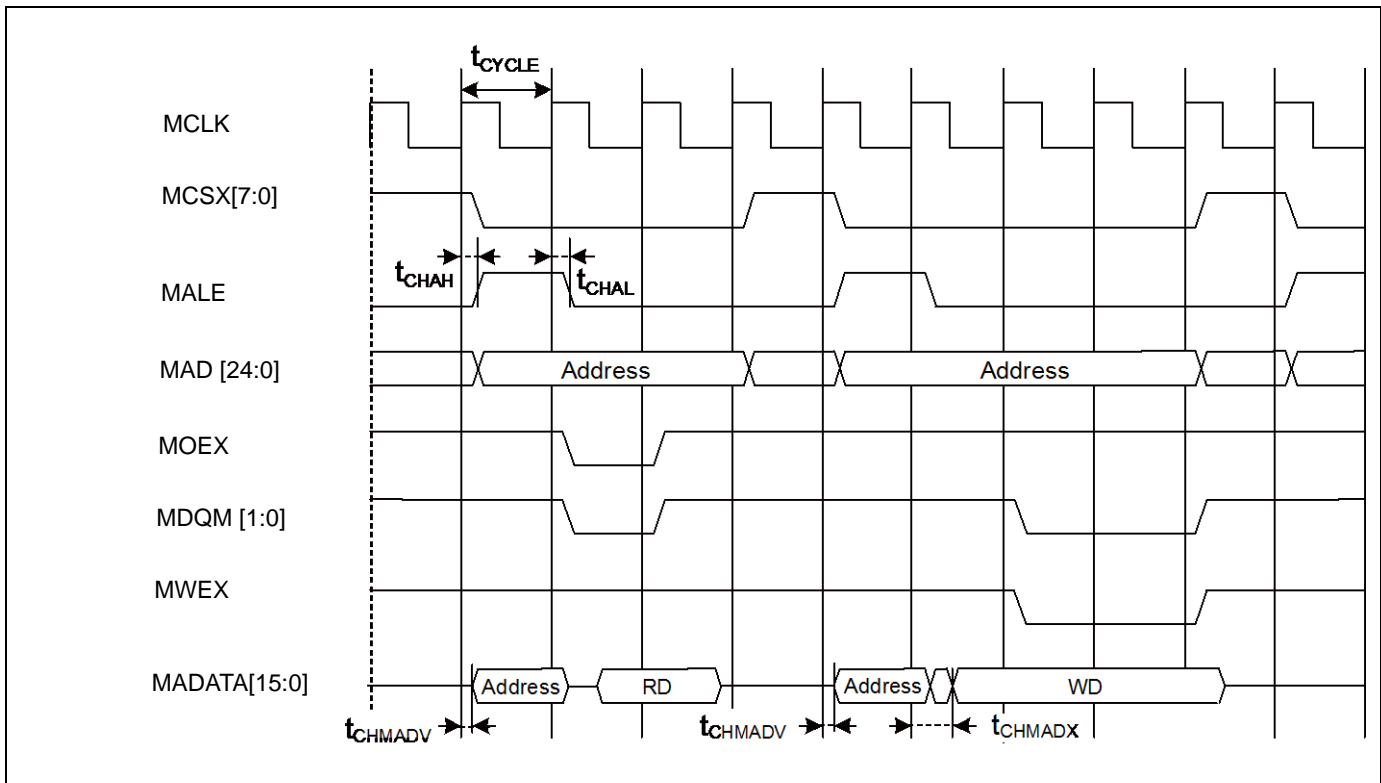 tCYCLE
MCLK
MCSX[7:0]
tCHAH
tCHAL
MALE
MAD [24:0]
Address
Address
MOEX
MDQM [1:0]
MWEX
MADATA[15:0]
Address
RD
Address
WD
tCHMADV
tCHMADV
tCHMADX